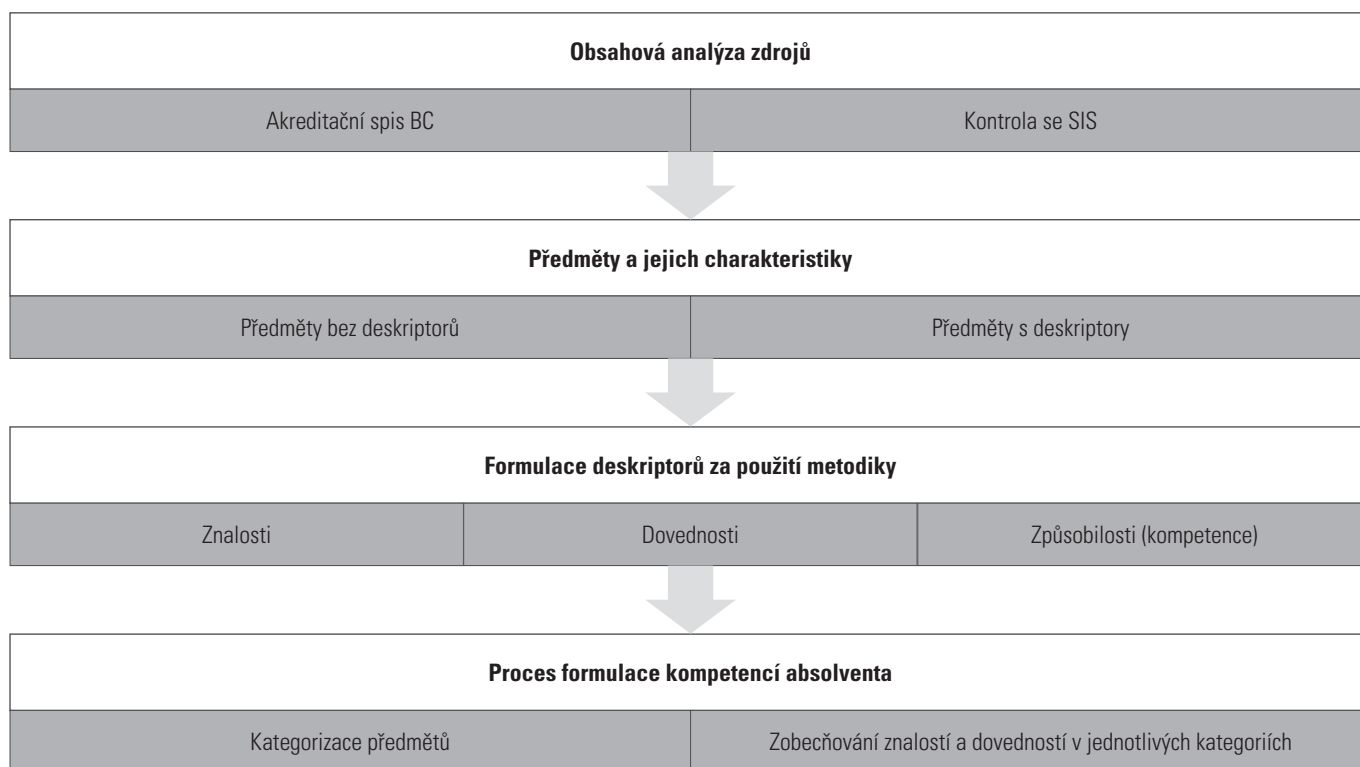 Obsahová analýza zdrojů
Akreditační spis BC
Kontrola se SIS
Předměty a jejich charakteristiky
Předměty bez deskriptorů
Předměty s deskriptory
Formulace deskriptorů za použití metodiky
Znalosti
Dovednosti
Způsobilosti (kompetence)
Proces formulace kompetencí absolventa
Kategorizace předmětů
Zobecňování znalostí a dovedností v jednotlivých kategoriích